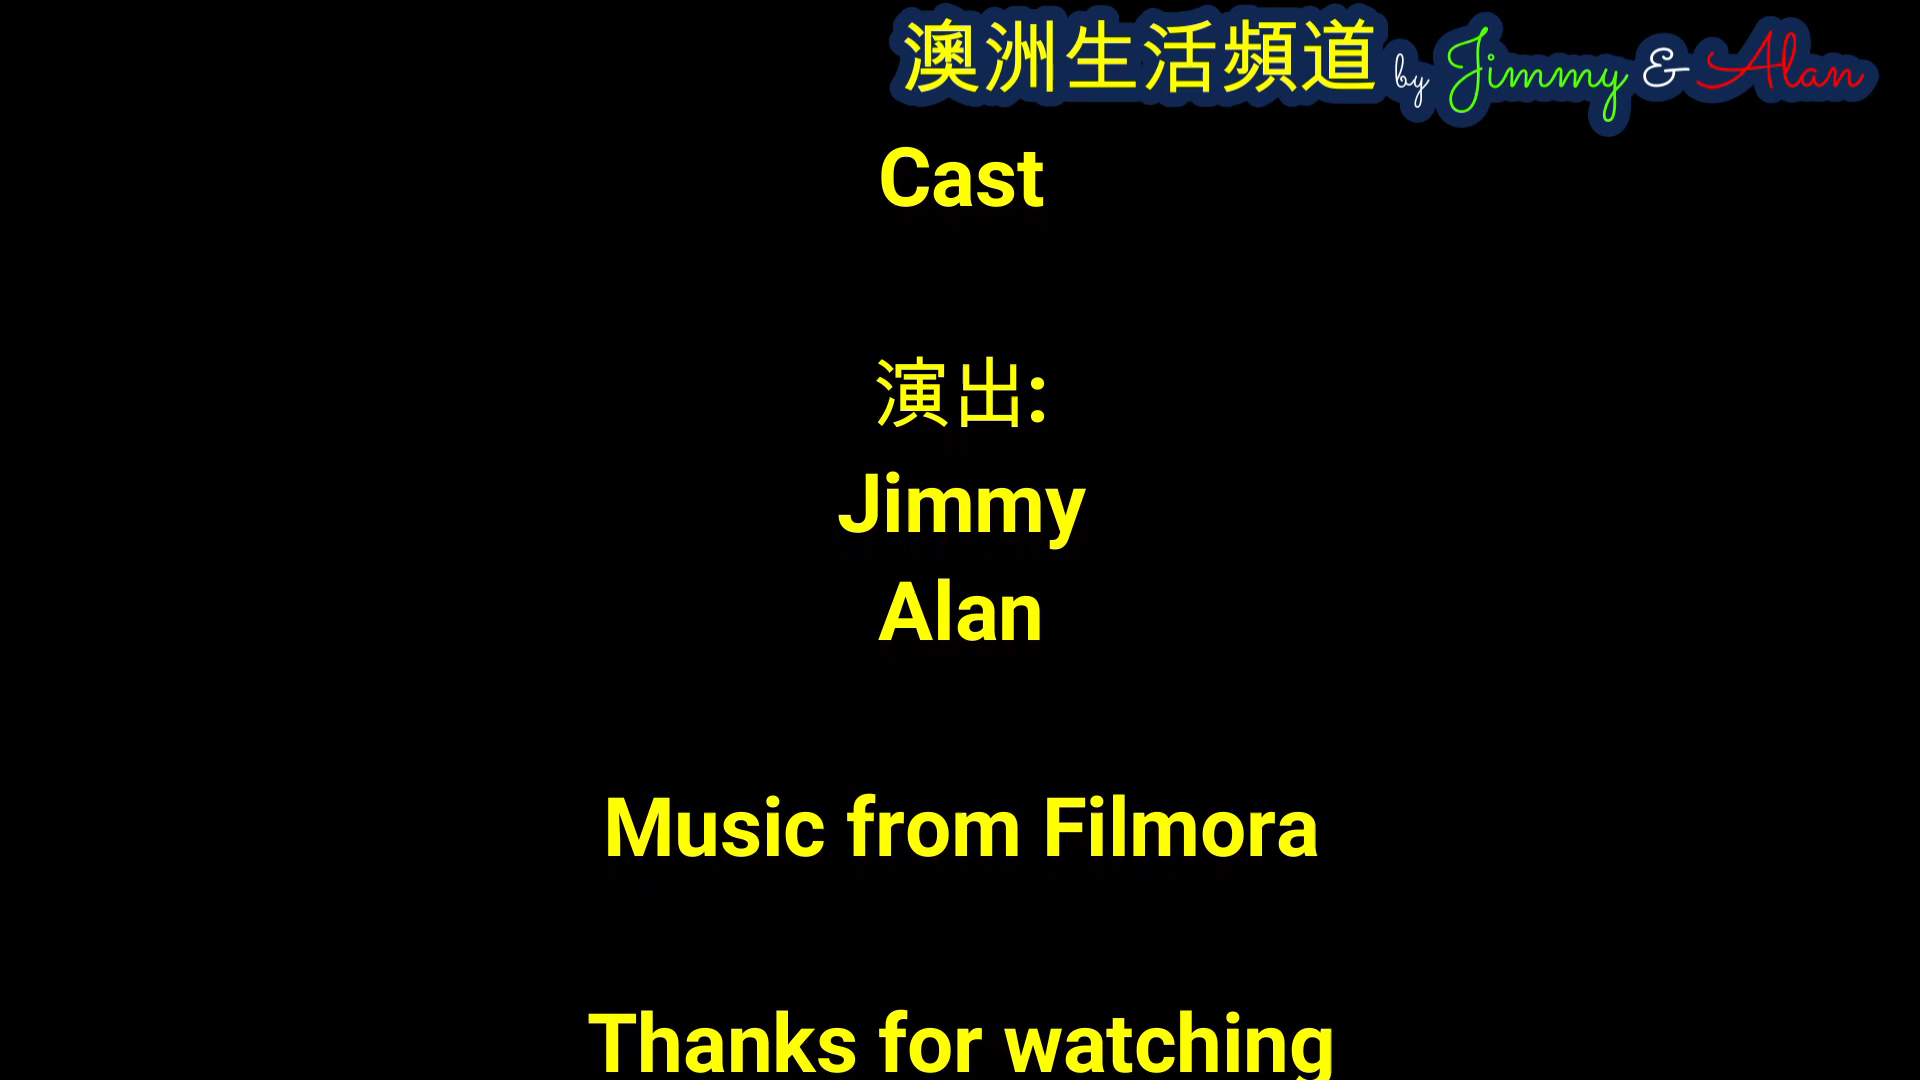 澳洲生活頻道 by Jimmy & Alan
Cast
演出:
Jimmy
Alan
Music from Filmora
Thanks for watching